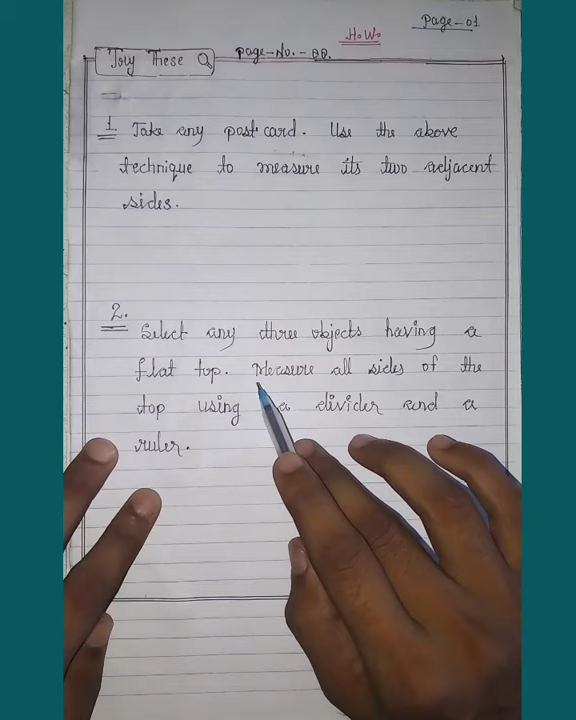 Page-01
H.W.
Try These Page-No.-88.
1. Take any post card. Use the above
technique to measure its two adjacent
sides.
2.
Select any three objects having a
flat top. Measure all sides of the
top using a divider and a
ruler.